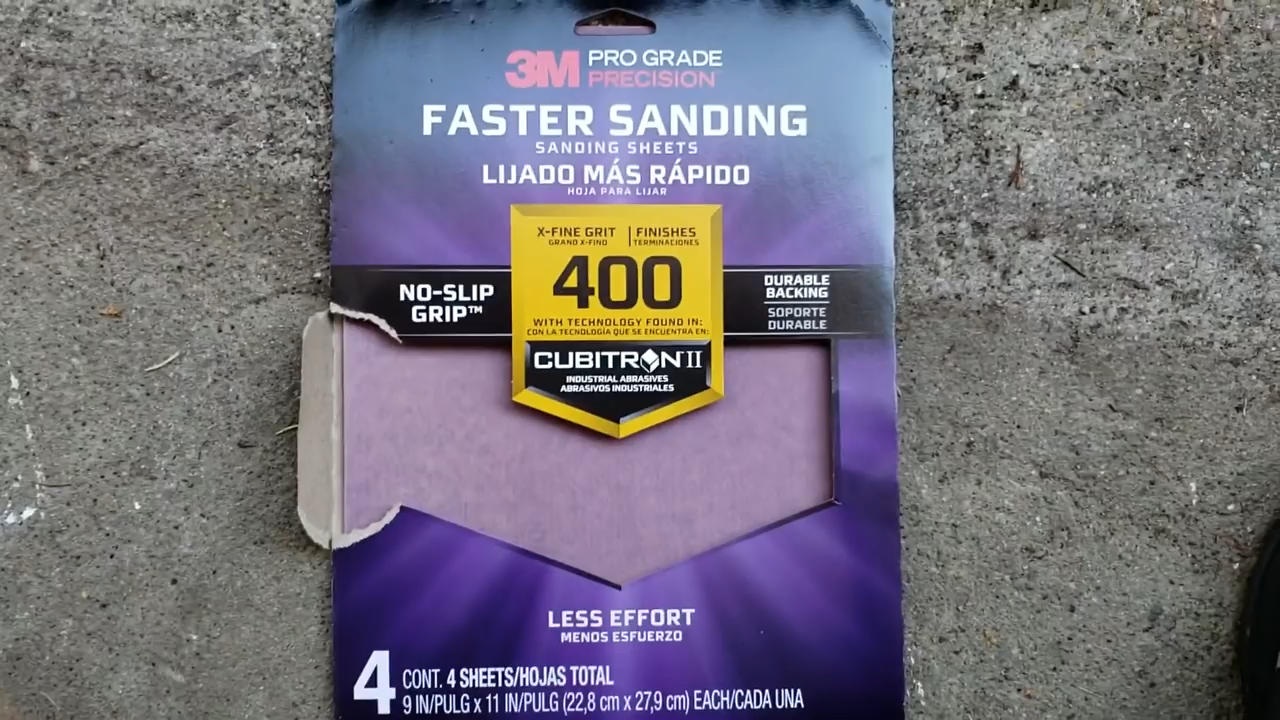 3M PRO GRADE
PRECISION™
FASTER SANDING
SANDING SHEETS
LIJADO MÁS RÁPIDO
HOJA PARA LIJAR
X-FINE GRIT
GRANO X-FINO
FINISHES
TERMINACIONES
400
NO-SLIP
GRIP™
DURABLE
BACKING
SOPORTE
DURABLE
WITH TECHNOLOGY FOUND IN:
CON LA TECNOLOGÍA QUE SE ENCUENTRA EN:
CUBITRON II
INDUSTRIAL ABRASIVES
ABRASIVOS INDUSTRIALES
LESS EFFORT
MENOS ESFUERZO
4 CONT. 4 SHEETS/HOJAS TOTAL
9 IN/PULG x 11 IN/PULG (22,8 cm x 27,9 cm) EACH/CADA UNA